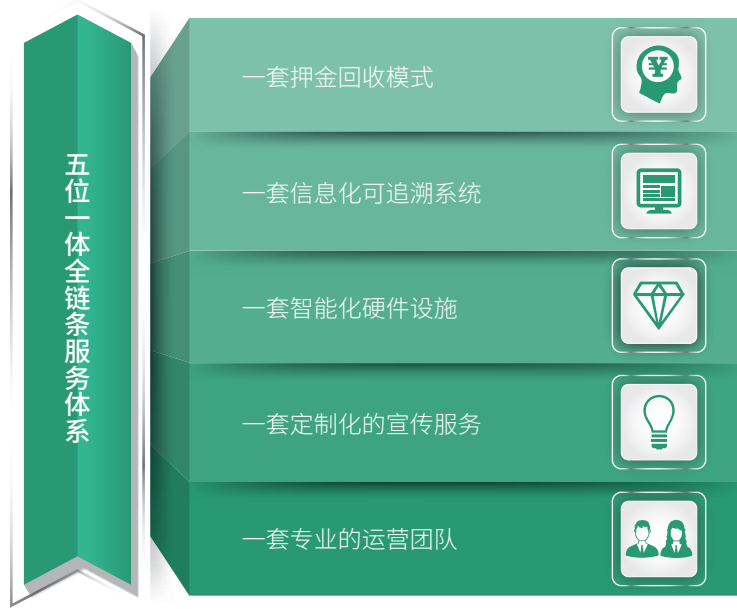 五位一体全链条服务体系
一套押金回收模式
一套信息化可追溯系统
一套智能化硬件设施
一套定制化的宣传服务
一套专业的运营团队
¥